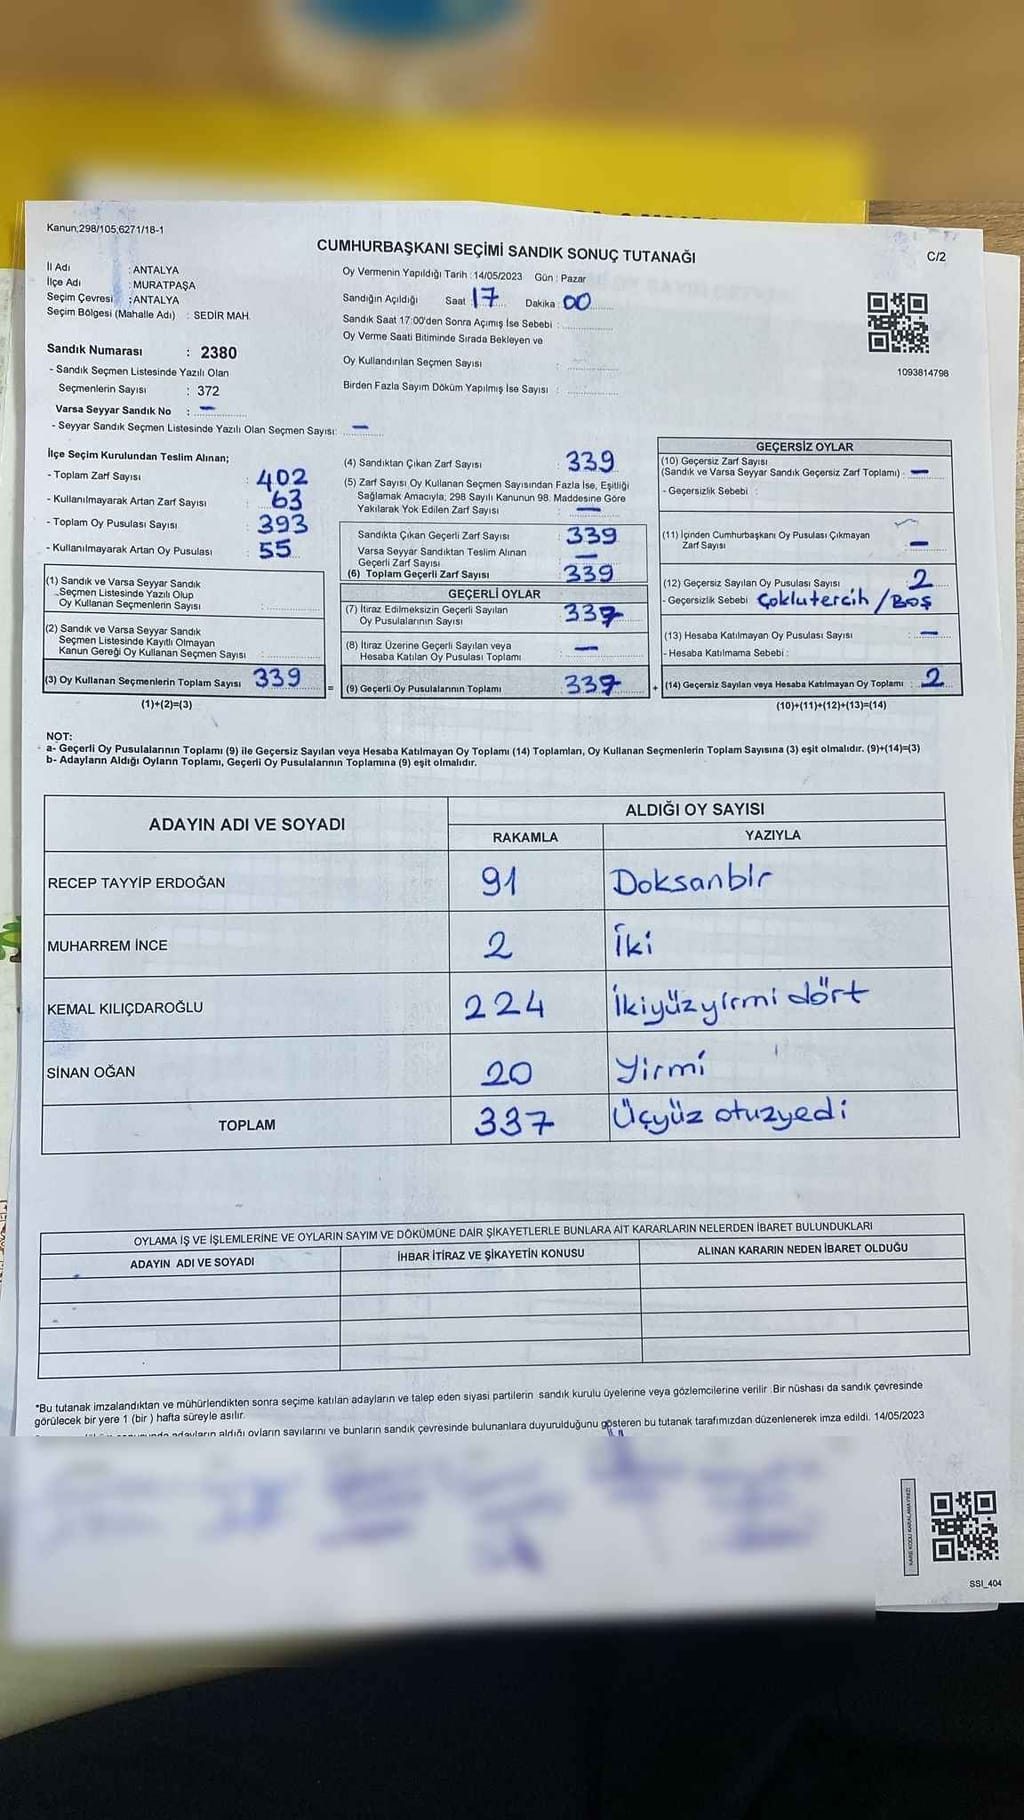 Kanun,298/105,6271/18-1
CUMHURBAŞKANI SEÇİMİ SANDIK SONUÇ TUTANAĞI
C/2
İl Adı : ANTALYA
İlçe Adı : MURATPAŞA
Seçim Çevresi : ANTALYA
Seçim Bölgesi (Mahalle Adı) : SEDİR MAH.
Sandık Numarası : 2380
- Sandık Seçmen Listesinde Yazılı Olan
Seçmenlerin Sayısı : 372
Varsa Seyyar Sandık No : —
- Seyyar Sandık Seçmen Listesinde Yazılı Olan Seçmen Sayısı: —
Oy Vermenin Yapıldığı Tarih : 14/05/2023 Gün : Pazar
Sandığın Açıldığı Saat : 17 Dakika : 00
Sandık Saat 17:00'den Sonra Açımış İse Sebebi :
Oy Verme Saati Bitiminde Sırada Bekleyen ve
Oy Kullandırılan Seçmen Sayısı :
Birden Fazla Sayım Döküm Yapılmış İse Sayısı :
1093814798
İlçe Seçim Kurulundan Teslim Alınan;
- Toplam Zarf Sayısı : 402
- Kullanılmayarak Artan Zarf Sayısı : 63
- Toplam Oy Pusulası Sayısı : 393
- Kullanılmayarak Artan Oy Pusulası : 55
(1) Sandık ve Varsa Seyyar Sandık
Seçmen Listesinde Yazılı Olup
Oy Kullanan Seçmenlerin Sayısı :
(2) Sandık ve Varsa Seyyar Sandık
Seçmen Listesinde Kayıtlı Olmayan
Kanun Gereği Oy Kullanan Seçmen Sayısı :
(3) Oy Kullanan Seçmenlerin Toplam Sayısı 339
(1)+(2)=(3)
(4) Sandıktan Çıkan Zarf Sayısı : 339
(5) Zarf Sayısı Oy Kullanan Seçmen Sayısından Fazla İse, Eşitliği
Sağlamak Amacıyla; 298 Sayılı Kanunun 98. Maddesine Göre
Yakılarak Yok Edilen Zarf Sayısı : —
Sandıkta Çıkan Geçerli Zarf Sayısı : 339
Varsa Seyyar Sandıktan Teslim Alınan
Geçerli Zarf Sayısı : —
(6) Toplam Geçerli Zarf Sayısı : 339
GEÇERLİ OYLAR
(7) İtiraz Edilmeksizin Geçerli Sayılan
Oy Pusulalarının Sayısı : 337
(8) İtiraz Üzerine Geçerli Sayılan veya
Hesaba Katılan Oy Pusulası Toplamı : —
= (9) Geçerli Oy Pusulalarının Toplamı : 337 +
GEÇERSİZ OYLAR
(10) Geçersiz Zarf Sayısı
(Sandık ve Varsa Seyyar Sandık Geçersiz Zarf Toplamı) : —
- Geçersizlik Sebebi :
(11) İçinden Cumhurbaşkanı Oy Pusulası Çıkmayan
Zarf Sayısı : —
(12) Geçersiz Sayılan Oy Pusulası Sayısı : 2
- Geçersizlik Sebebi Çoklutercih / Boş
(13) Hesaba Katılmayan Oy Pusulası Sayısı : —
- Hesaba Katılmama Sebebi :
(14) Geçersiz Sayılan veya Hesaba Katılmayan Oy Toplamı : 2
(10)+(11)+(12)+(13)=(14)
NOT:
a- Geçerli Oy Pusulalarının Toplamı (9) ile Geçersiz Sayılan veya Hesaba Katılmayan Oy Toplamı (14) Toplamları, Oy Kullanan Seçmenlerin Toplam Sayısına (3) eşit olmalıdır. (9)+(14)=(3)
b- Adayların Aldığı Oyların Toplamı, Geçerli Oy Pusulalarının Toplamına (9) eşit olmalıdır.
ADAYIN ADI VE SOYADI
ALDIĞI OY SAYISI
RAKAMLA YAZIYLA
RECEP TAYYİP ERDOĞAN 91 Doksanbir
MUHARREM İNCE 2 İki
KEMAL KILIÇDAROĞLU 224 İkiyüzyirmi dört
SİNAN OĞAN 20 Yirmi
TOPLAM 337 Üçyüz otuzyedi
OYLAMA İŞ VE İŞLEMLERİNE VE OYLARIN SAYIM VE DÖKÜMÜNE DAİR ŞİKAYETLERLE BUNLARA AİT KARARLARIN NELERDEN İBARET BULUNDUKLARI
ADAYIN ADI VE SOYADI İHBAR İTİRAZ VE ŞİKAYETİN KONUSU ALINAN KARARIN NEDEN İBARET OLDUĞU
*Bu tutanak imzalandıktan ve mühürlendikten sonra seçime katılan adayların ve talep eden siyasi partilerin sandık kurulu üyelerine veya gözlemcilerine verilir. Bir nüshası da sandık çevresinde
görülecek bir yere 1 (bir ) hafta süreyle asılır.
adayların aldığı oyların sayılarını ve bunların sandık çevresinde bulunanlara duyurulduğunu gösteren bu tutanak tarafımızdan düzenlenerek imza edildi. 14/05/2023
SSI_404